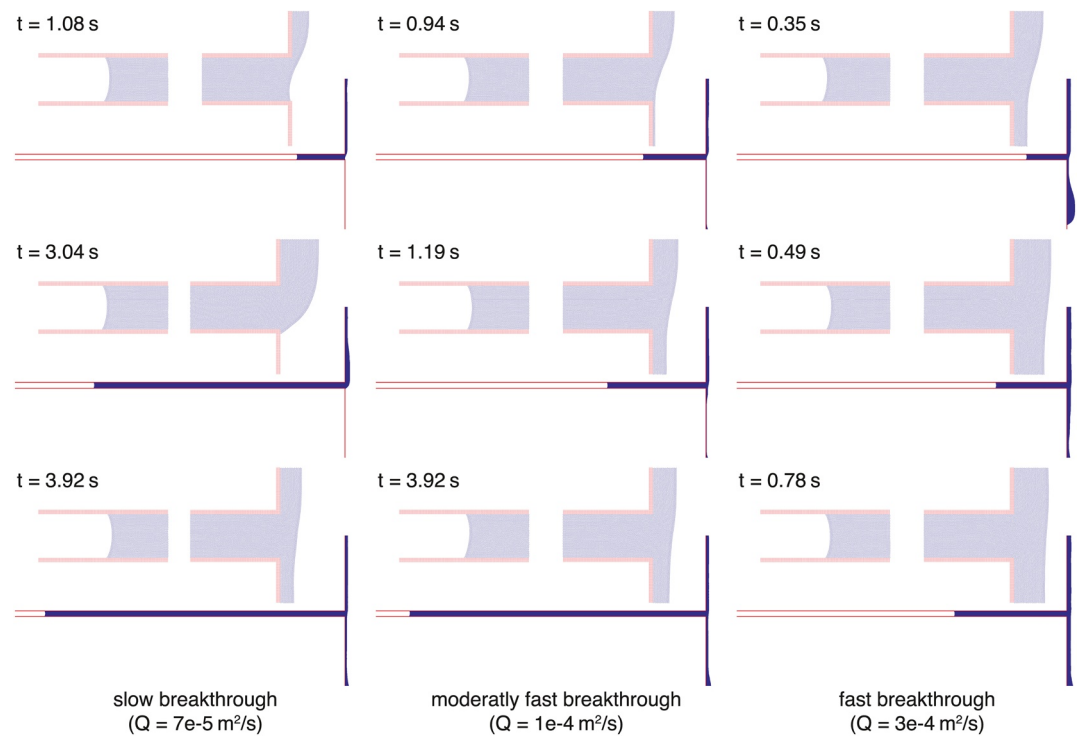 t = 1.08 s
t = 0.94 s
t = 0.35 s
t = 3.04 s
t = 1.19 s
t = 0.49 s
t = 3.92 s
t = 3.92 s
t = 0.78 s
slow breakthrough
(Q = 7e-5 m²/s)
moderatly fast breakthrough
(Q = 1e-4 m²/s)
fast breakthrough
(Q = 3e-4 m²/s)